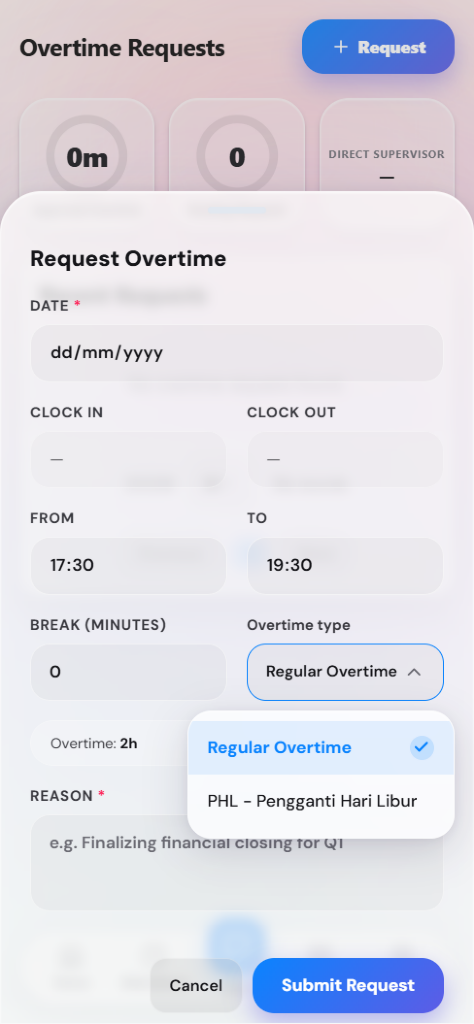 Overtime Requests
+ Request
0m
0
DIRECT SUPERVISOR
—
Request Overtime
DATE *
dd/mm/yyyy
CLOCK IN
CLOCK OUT
—
—
FROM
TO
17:30
19:30
BREAK (MINUTES)
Overtime type
0
Regular Overtime
Overtime: 2h
Regular Overtime
REASON *
PHL - Pengganti Hari Libur
e.g. Finalizing financial closing for Q1
Cancel
Submit Request